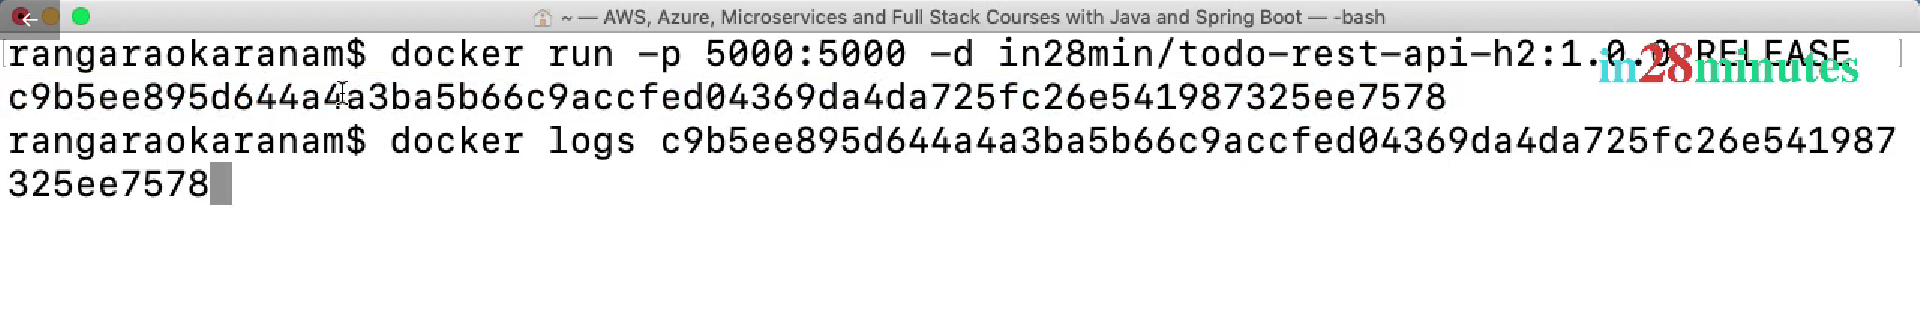 ~ — AWS, Azure, Microservices and Full Stack Courses with Java and Spring Boot — -bash
rangaraokaranam$ docker run -p 5000:5000 -d in28min/todo-rest-api-h2:1.0.0.RELEASE
in28minutes
c9b5ee895d644a4a3ba5b66c9accfed04369da4da725fc26e541987325ee7578
rangaraokaranam$ docker logs c9b5ee895d644a4a3ba5b66c9accfed04369da4da725fc26e541987
325ee7578